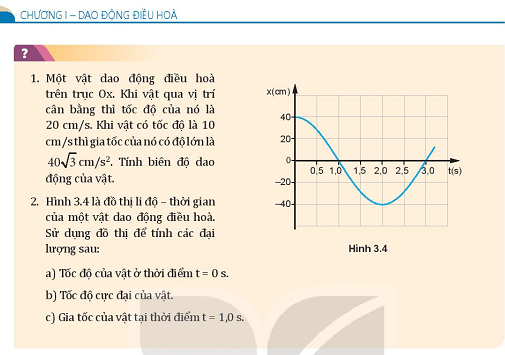 CHƯƠNG I – DAO ĐỘNG ĐIỀU HOÀ
?
1. Một vật dao động điều hoà
trên trục Ox. Khi vật qua vị trí
cân bằng thì tốc độ của nó là
20 cm/s. Khi vật có tốc độ là 10
cm/s thì gia tốc của nó có độ lớn là
40√3 cm/s². Tính biên độ dao
động của vật.
2. Hình 3.4 là đồ thị li độ – thời gian
của một vật dao động điều hoà.
Sử dụng đồ thị để tính các đại
lượng sau:
a) Tốc độ của vật ở thời điểm t = 0 s.
b) Tốc độ cực đại của vật.
c) Gia tốc của vật tại thời điểm t = 1,0 s.
x(cm)
40
20
0
0,5 1,0 1,5 2,0 2,5 3,0 t(s)
−20
−40
Hình 3.4